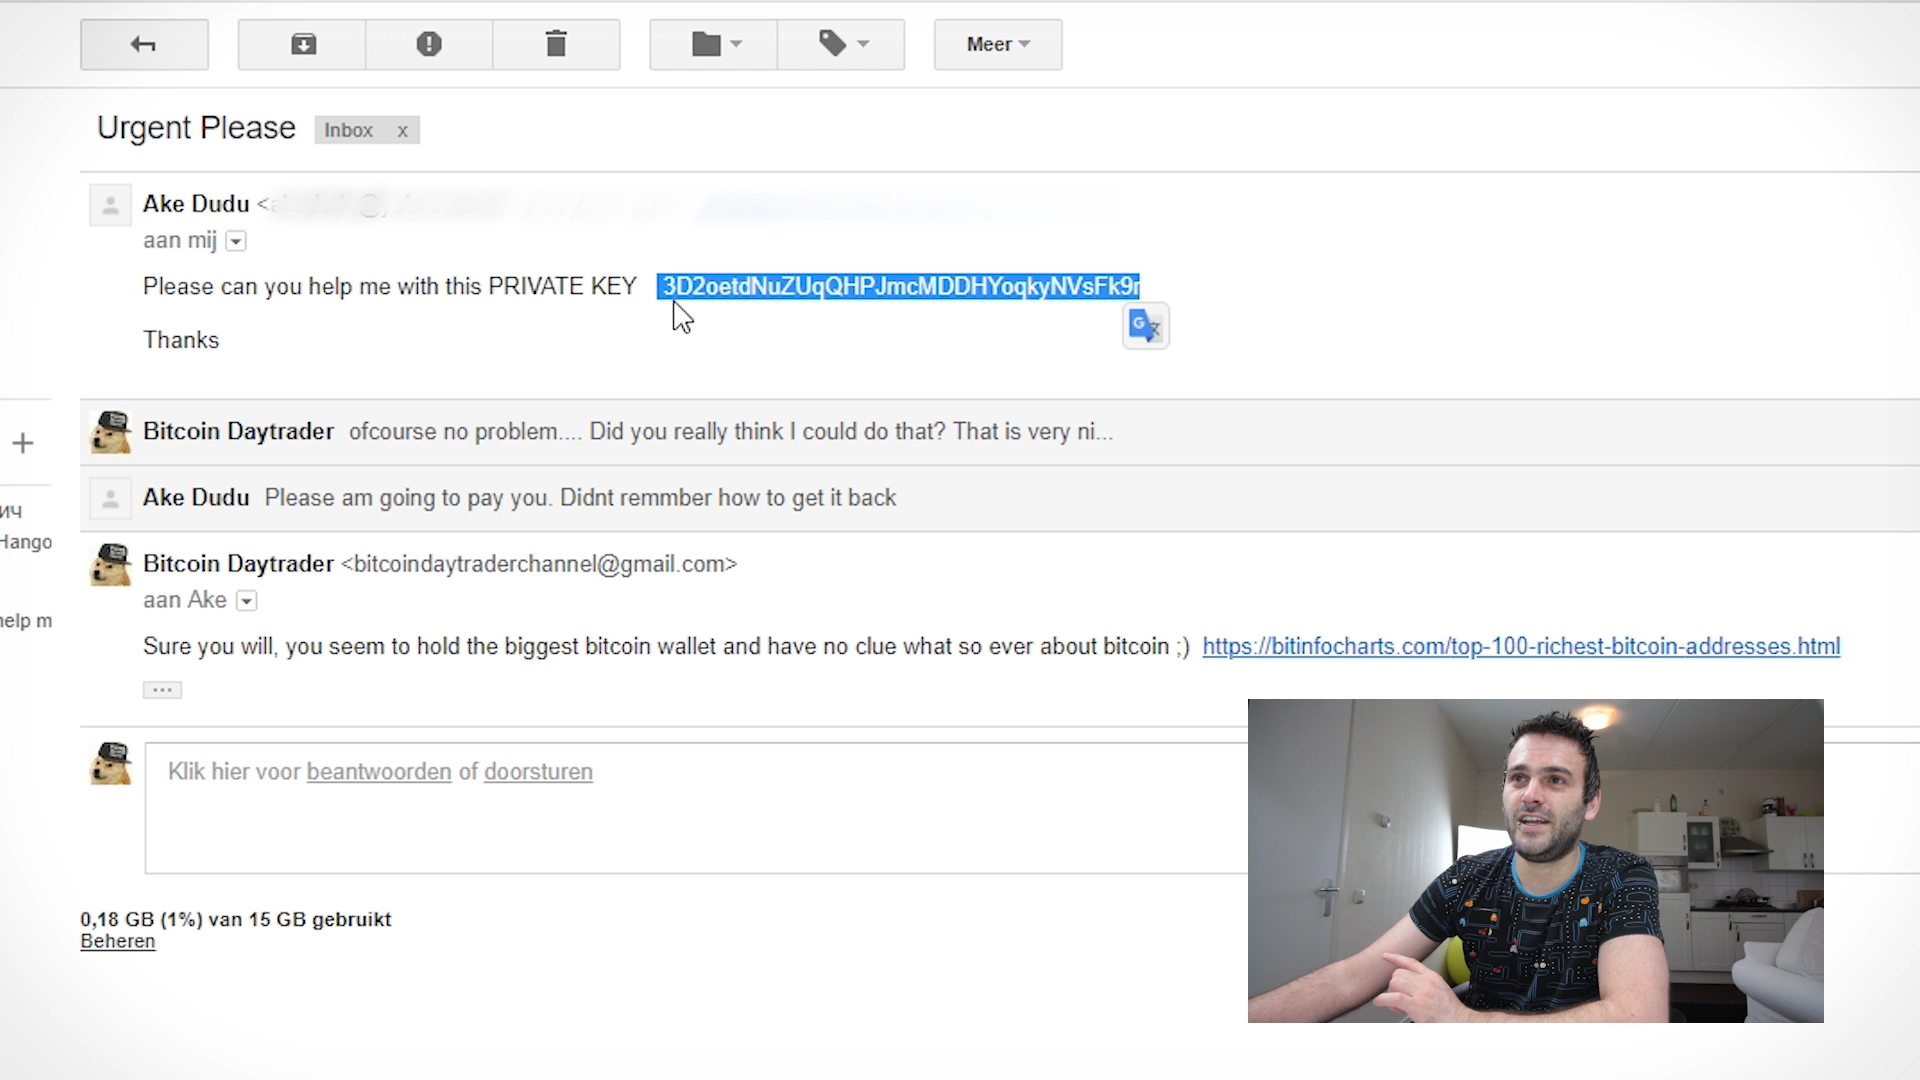 Meer
Urgent Please Inbox x
Ake Dudu
aan mij
Please can you help me with this PRIVATE KEY 3D2oetdNuZUqQHPJmcMDDHYoqkyNVsFk9r
Thanks
Bitcoin Daytrader ofcourse no problem.... Did you really think I could do that? That is very ni...
Ake Dudu Please am going to pay you. Didnt remmber how to get it back
ич
Hango
Bitcoin Daytrader <bitcoindaytraderchannel@gmail.com>
aan Ake
help m
Sure you will, you seem to hold the biggest bitcoin wallet and have no clue what so ever about bitcoin ;) https://bitinfocharts.com/top-100-richest-bitcoin-addresses.html
Klik hier voor beantwoorden of doorsturen
0,18 GB (1%) van 15 GB gebruikt
Beheren